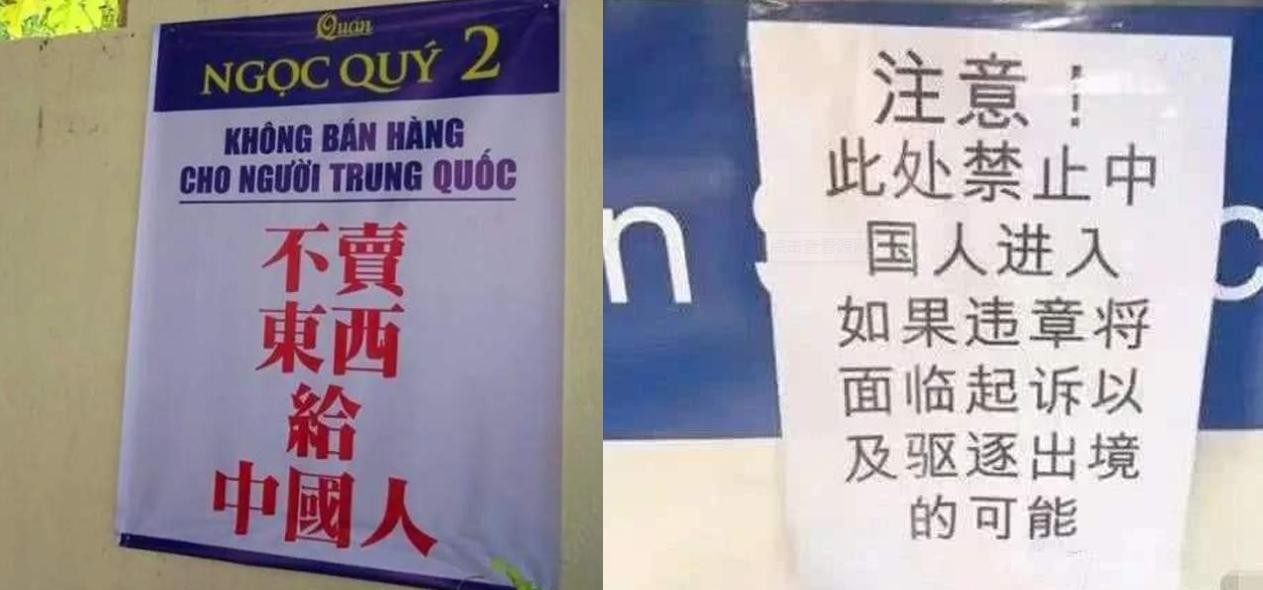 Quán
NGỌC QUÝ 2
KHÔNG BÁN HÀNG
CHO NGƯỜI TRUNG QUỐC
不賣
東西
給
中國人
注意！
此处禁止中
国人进入
如果违章将
面临起诉以
及驱逐出境
的可能
n
c